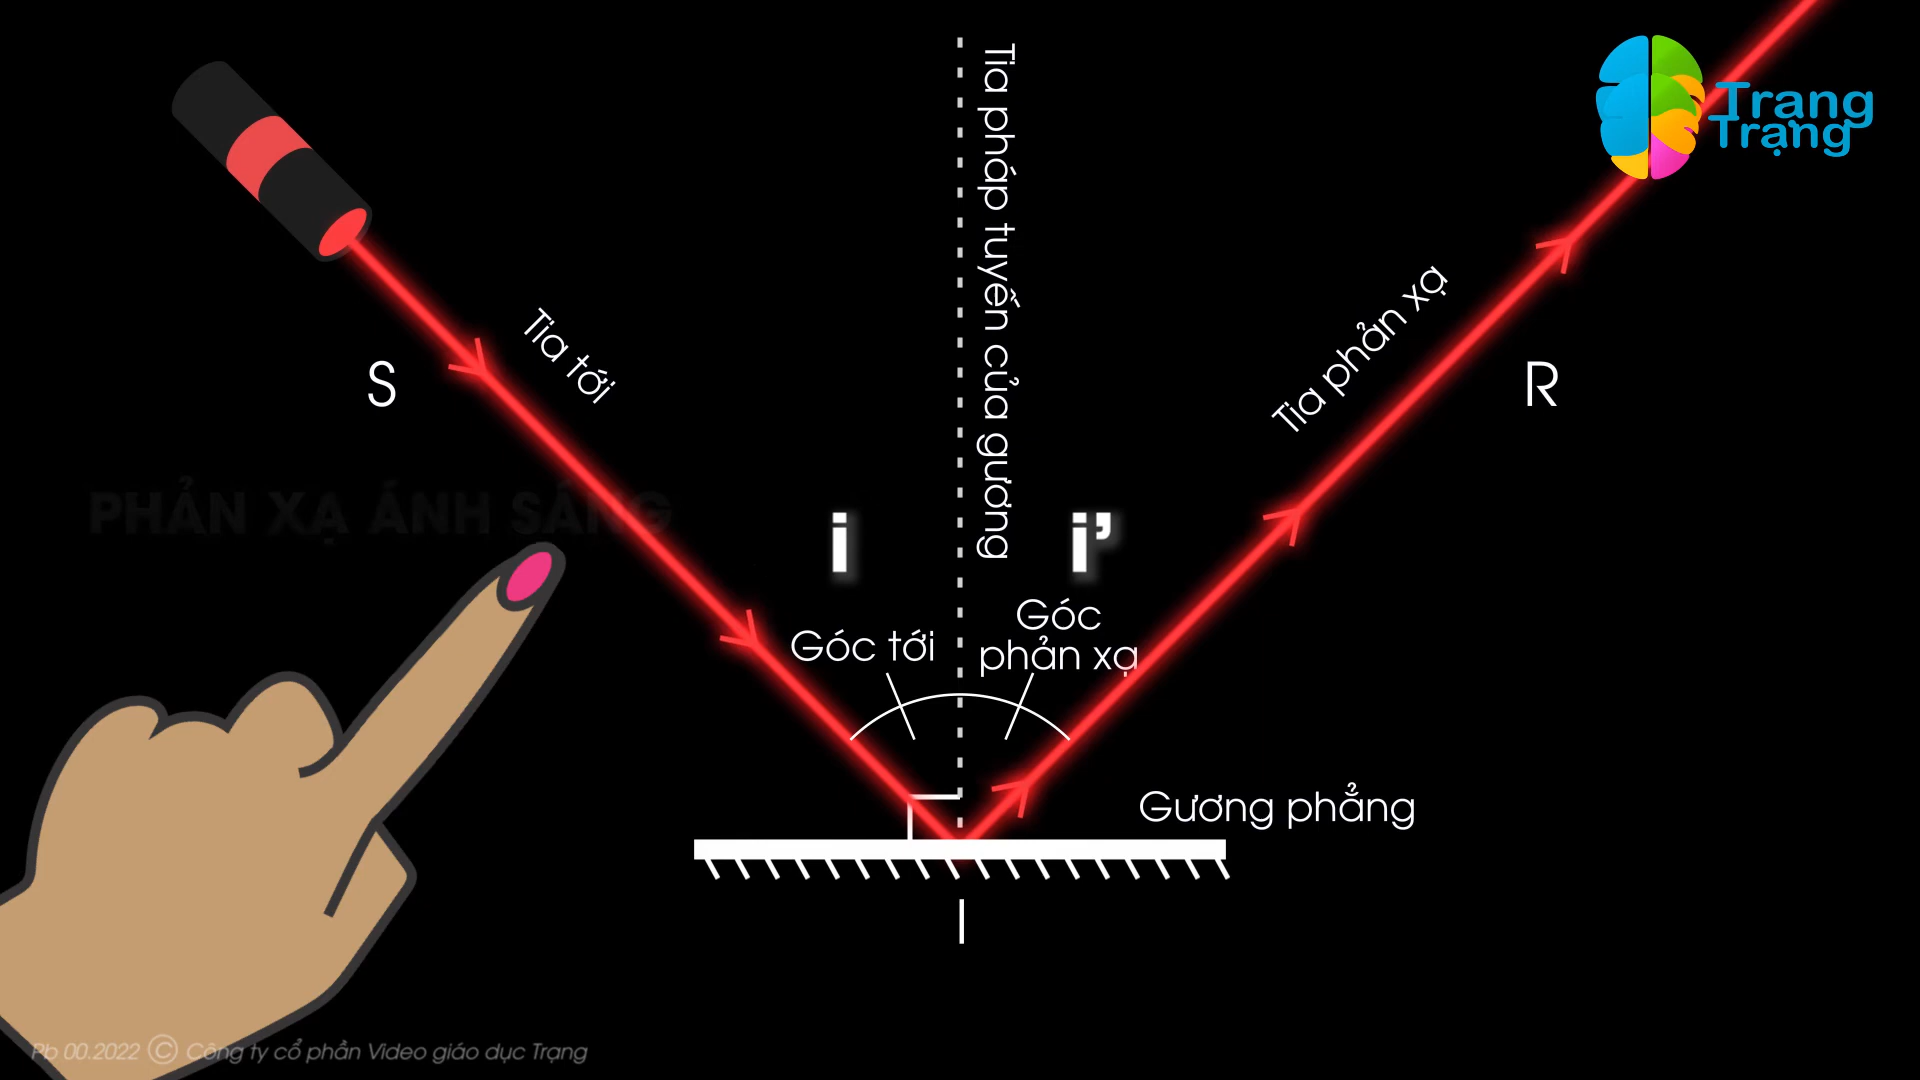 Trang
Trạng
Tia pháp tuyến của gương
Tia tới
Tia phản xạ
S
R
PHẢN XẠ ÁNH SÁNG
i
i’
Góc tới
Góc
phản xạ
Gương phẳng
I
Pb 00.2022 © Công ty cổ phần Video giáo dục Trạng